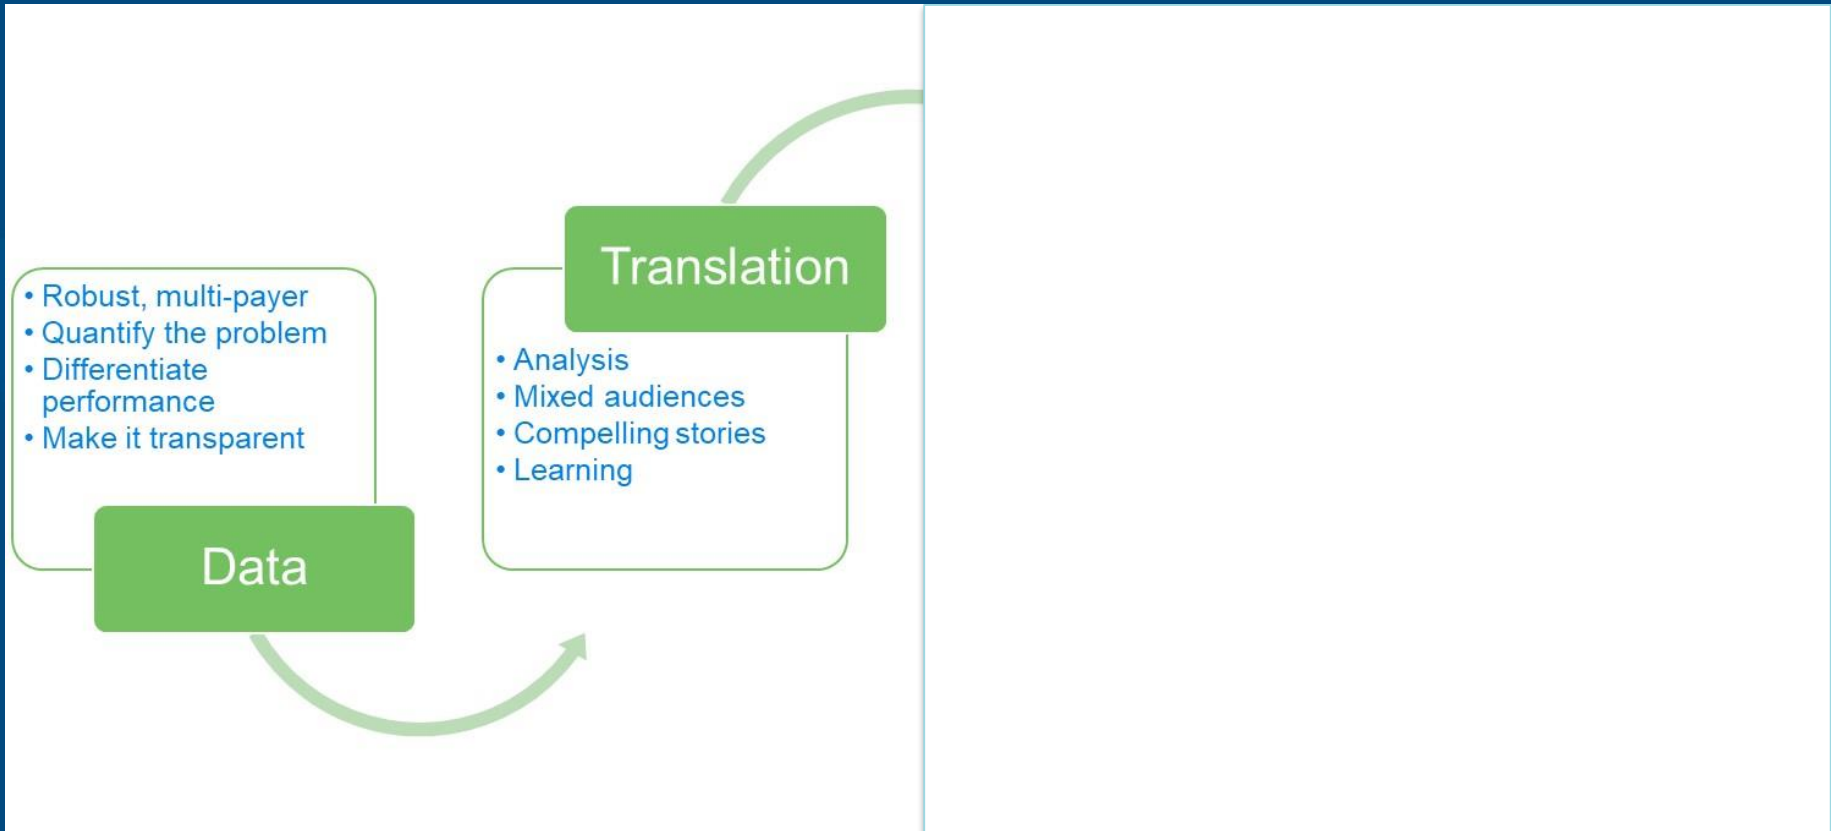 • Robust, multi-payer
• Quantify the problem
• Differentiate
performance
• Make it transparent
Data
Translation
• Analysis
• Mixed audiences
• Compelling stories
• Learning